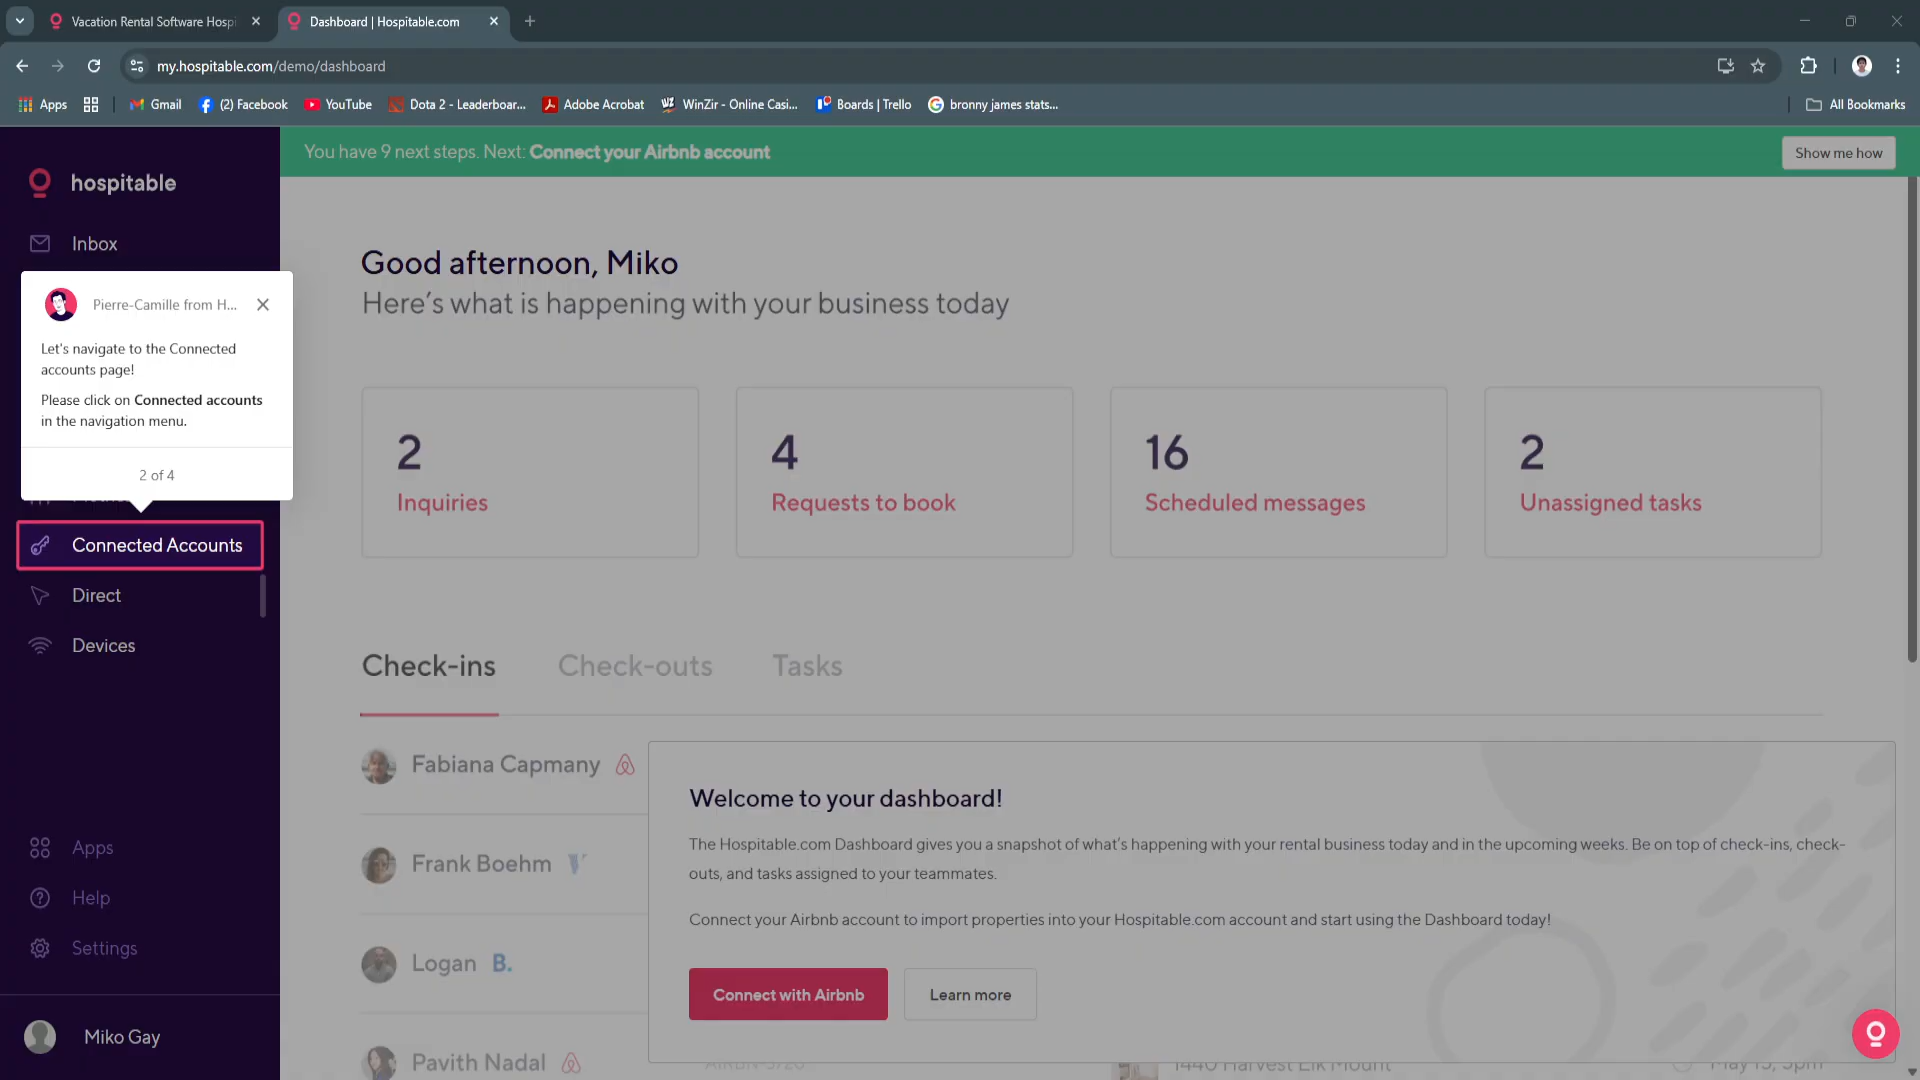 Vacation Rental Software Hospi
Dashboard | Hospitable.com
my.hospitable.com/demo/dashboard
Apps
Gmail
(2) Facebook
YouTube
Dota 2 - Leaderboar...
Adobe Acrobat
WinZir - Online Casi...
Boards | Trello
bronny james stats...
All Bookmarks
hospitable
You have 9 next steps. Next: Connect your Airbnb account
Show me how
Inbox
Pierre-Camille from H...
Let's navigate to the Connected
accounts page!
Please click on Connected accounts
in the navigation menu.
2 of 4
Connected Accounts
Direct
Devices
Apps
Help
Settings
Miko Gay
Good afternoon, Miko
Here's what is happening with your business today
2
Inquiries
4
Requests to book
16
Scheduled messages
2
Unassigned tasks
Check-ins
Check-outs
Tasks
Fabiana Capmany
Frank Boehm
Logan B.
Pavith Nadal
Welcome to your dashboard!
The Hospitable.com Dashboard gives you a snapshot of what's happening with your rental business today and in the upcoming weeks. Be on top of check-ins, check-
outs, and tasks assigned to your teammates.
Connect your Airbnb account to import properties into your Hospitable.com account and start using the Dashboard today!
Connect with Airbnb
Learn more
1440 Harvest Elk Mount